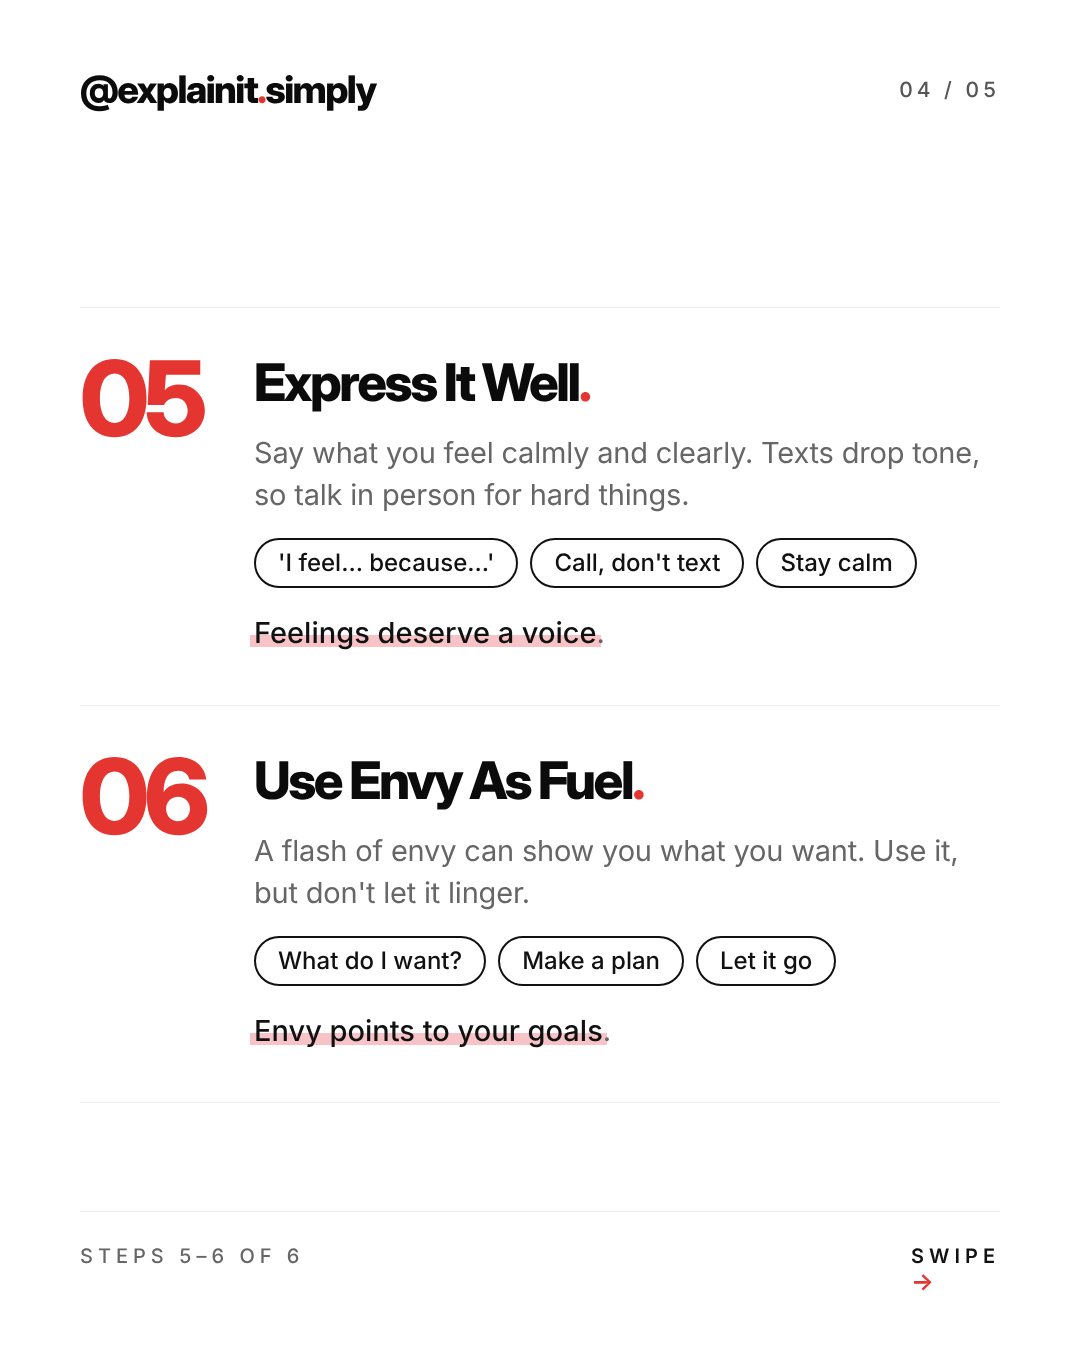 @explainit.simply
04 / 05
05
Express It Well.
Say what you feel calmly and clearly. Texts drop tone,
so talk in person for hard things.
'I feel... because...'
Call, don't text
Stay calm
Feelings deserve a voice.
06
Use Envy As Fuel.
A flash of envy can show you what you want. Use it,
but don't let it linger.
What do I want?
Make a plan
Let it go
Envy points to your goals.
STEPS 5–6 OF 6
SWIPE
→